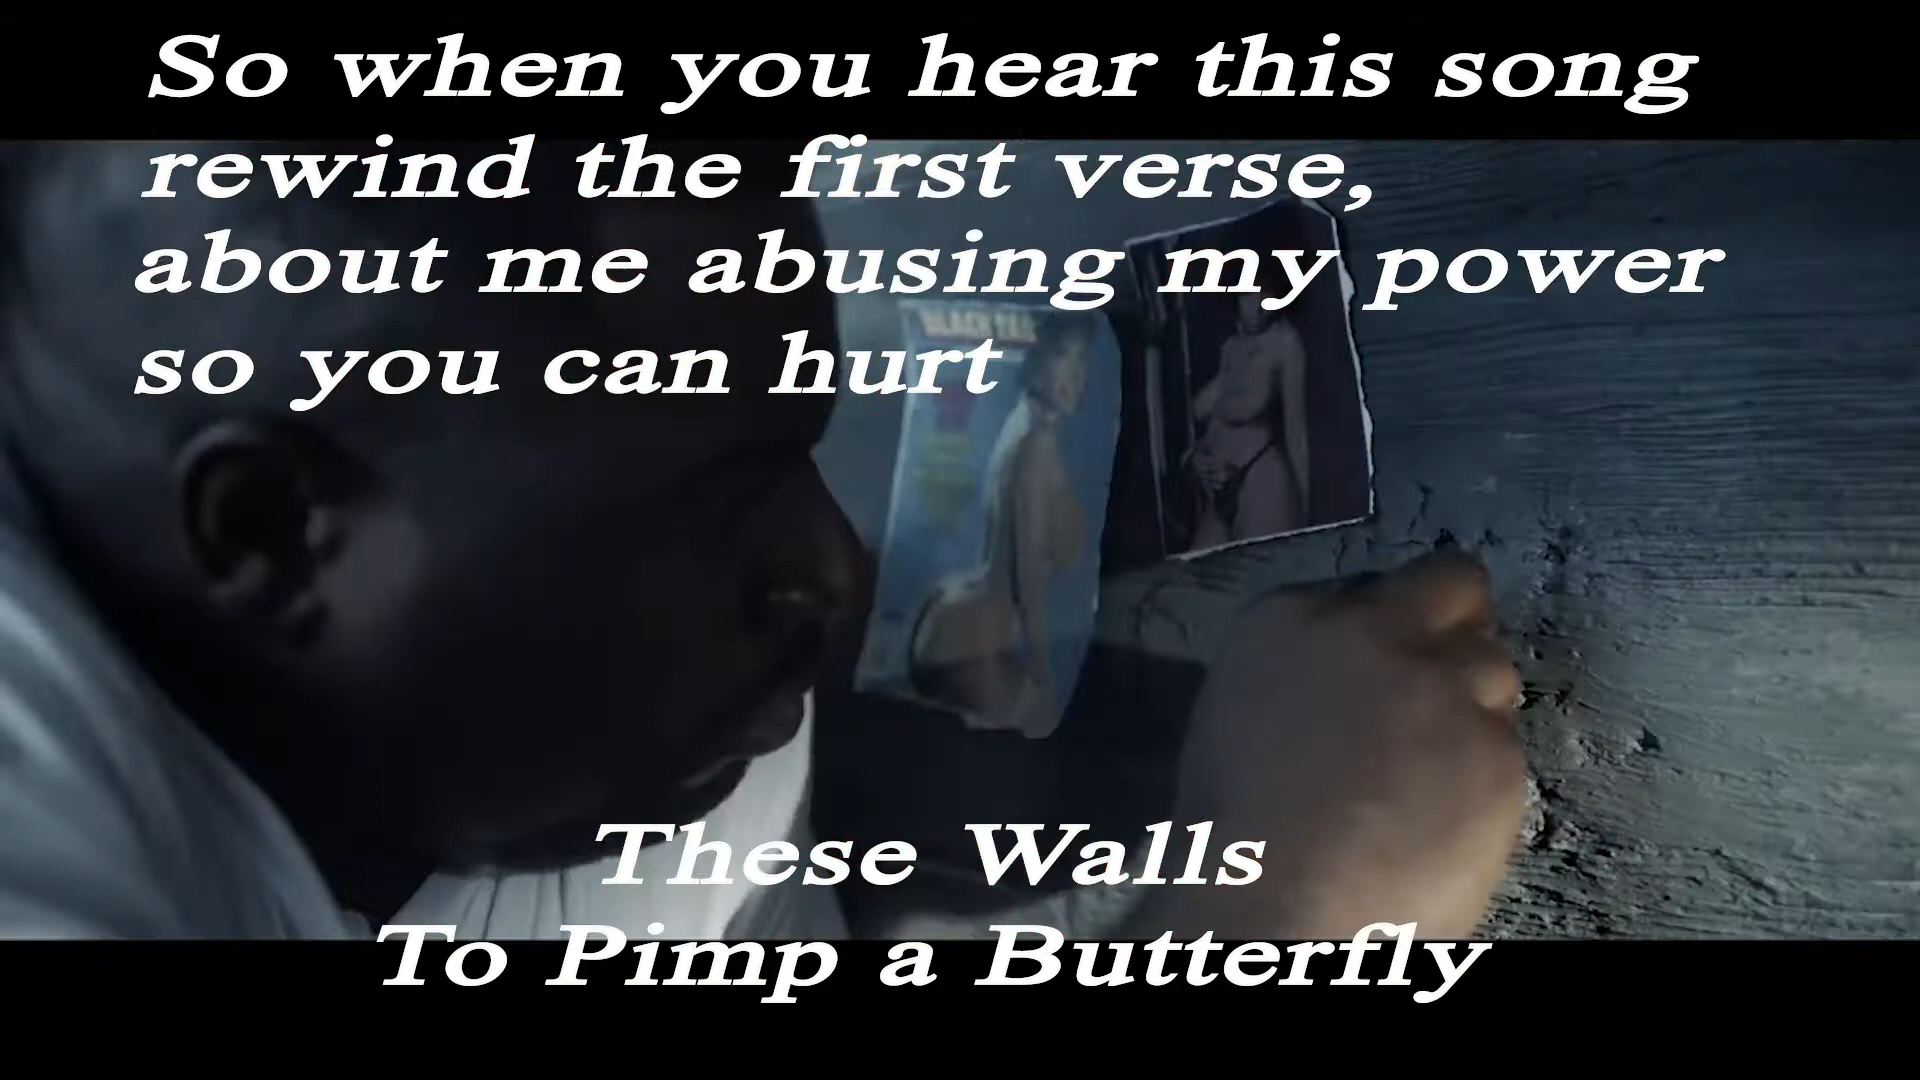 So when you hear this song
rewind the first verse,
about me abusing my power
so you can hurt
These Walls
To Pimp a Butterfly